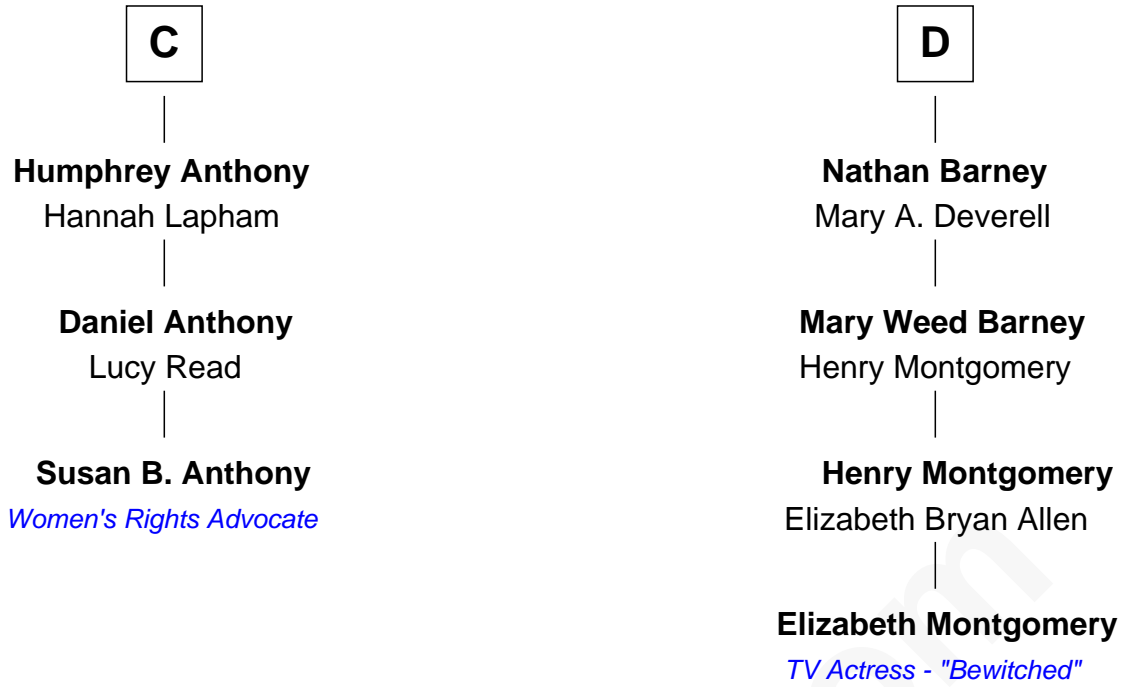 C
Humphrey Anthony
Hannah Lapham
Daniel Anthony
Lucy Read
Susan B. Anthony
Women's Rights Advocate
D
Nathan Barney
Mary A. Deverell
Mary Weed Barney
Henry Montgomery
Henry Montgomery
Elizabeth Bryan Allen
Elizabeth Montgomery
TV Actress - "Bewitched"